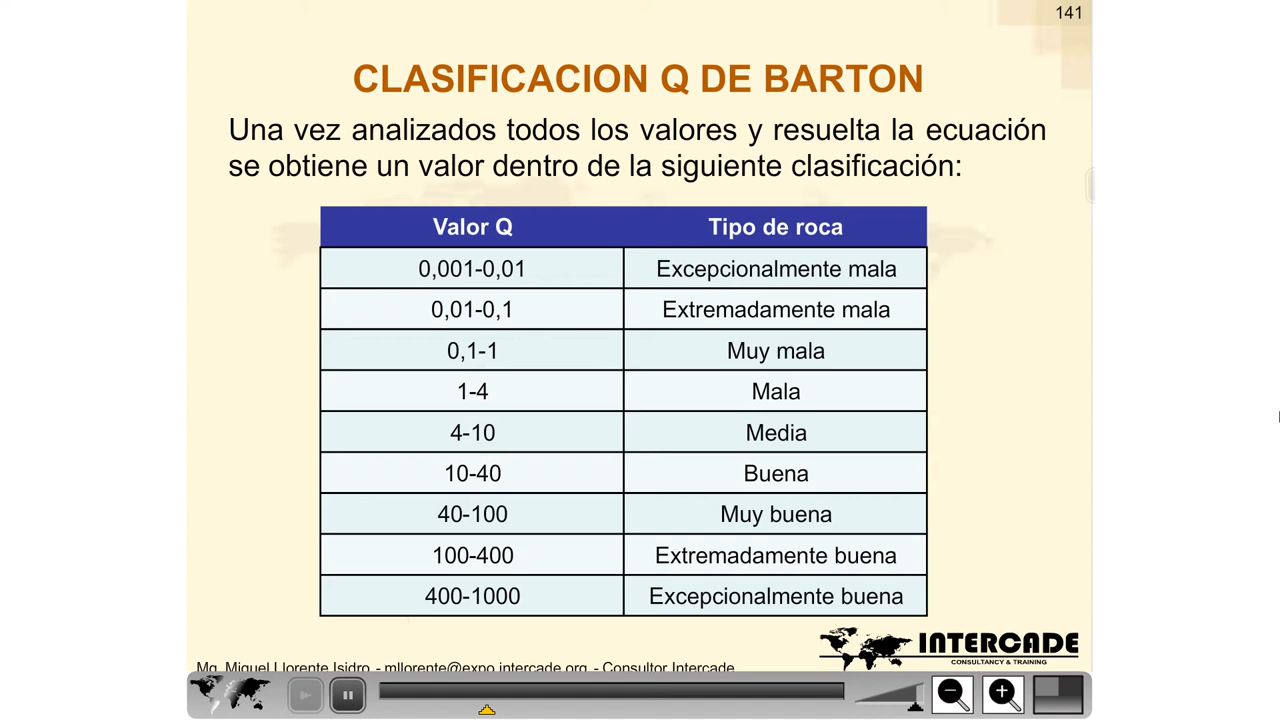 141
CLASIFICACION Q DE BARTON
Una vez analizados todos los valores y resuelta la ecuación
se obtiene un valor dentro de la siguiente clasificación:
Valor Q Tipo de roca
0,001-0,01 Excepcionalmente mala
0,01-0,1 Extremadamente mala
0,1-1 Muy mala
1-4 Mala
4-10 Media
10-40 Buena
40-100 Muy buena
100-400 Extremadamente buena
400-1000 Excepcionalmente buena
INTERCADE
CONSULTANCY & TRAINING
Mg. Miguel Llorente Isidro - mllorente@expo.intercade.org - Consultor Intercade